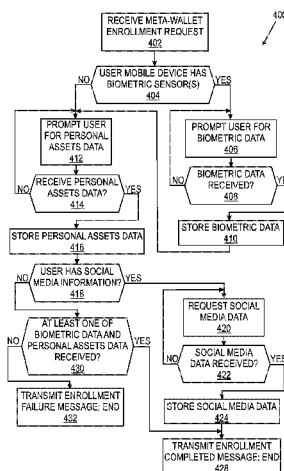 400
RECEIVE META-WALLET
ENROLLMENT REQUEST
402
USER MOBILE DEVICE HAS
BIOMETRIC SENSOR(S)
404
NO
YES
PROMPT USER
FOR PERSONAL
ASSETS DATA
412
PROMPT USER FOR
BIOMETRIC DATA
406
RECEIVE PERSONAL
ASSETS DATA?
414
NO
YES
BIOMETRIC DATA
RECEIVED?
408
NO
YES
STORE PERSONAL ASSETS DATA
416
STORE BIOMETRIC DATA
410
USER HAS SOCIAL
MEDIA INFORMATION?
418
NO
YES
REQUEST SOCIAL
MEDIA DATA
420
AT LEAST ONE OF
BIOMETRIC DATA AND
PERSONAL ASSETS DATA
RECEIVED?
430
NO
YES
SOCIAL MEDIA
DATA RECEIVED?
422
NO
YES
TRANSMIT ENROLLMENT
FAILURE MESSAGE; END
432
STORE SOCIAL MEDIA DATA
424
TRANSMIT ENROLLMENT
COMPLETED MESSAGE; END
428